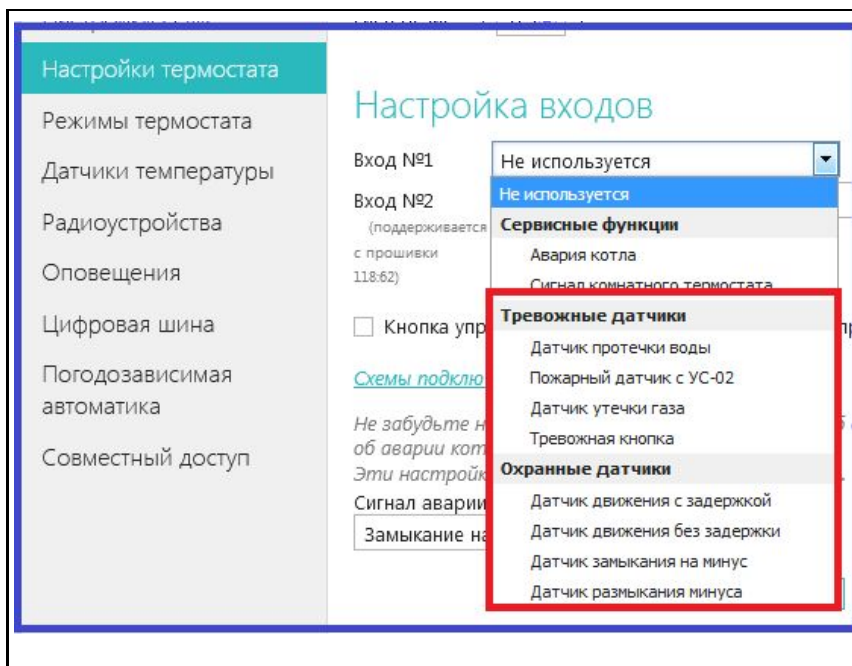 Настройки термостата
Режимы термостата
Датчики температуры
Радиоустройства
Оповещения
Цифровая шина
Погодозависимая
автоматика
Совместный доступ
Настройка входов
Вход №1
Не используется
Вход №2
(поддерживается
с прошивки
118:62)
Не используется
Сервисные функции
Авария котла
Сигнал комнатного термостата
Тревожные датчики
Датчик протечки воды
Пожарный датчик с УС-02
Датчик утечки газа
Тревожная кнопка
Охранные датчики
Датчик движения с задержкой
Датчик движения без задержки
Датчик замыкания на минус
Датчик размыкания минуса
Кнопка упр
Схемы подклю
Не забудьте н
об аварии кот
Эти настройк
Сигнал аварии
Замыкание на